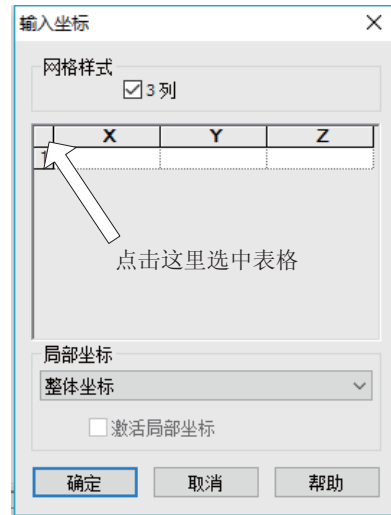 输入坐标
网格样式
3 列
X Y Z
1
点击这里选中表格
局部坐标
整体坐标
激活局部坐标
确定 取消 帮助